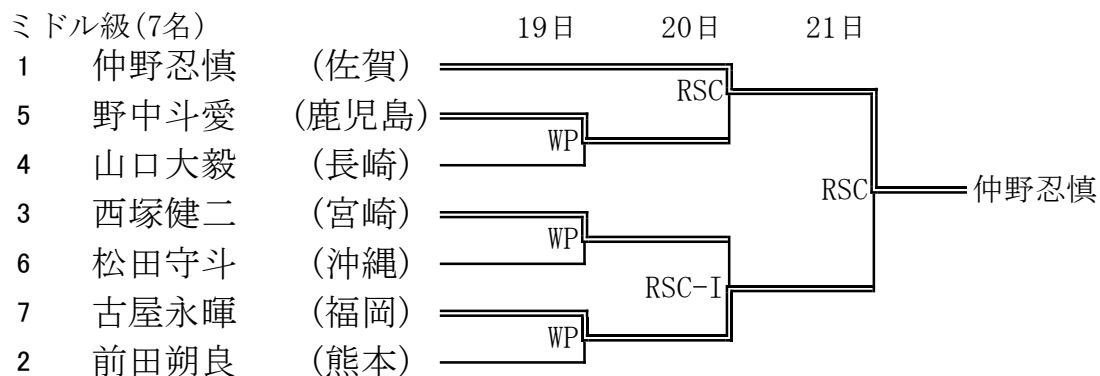 ミドル級(7名) 19日 20日 21日
1 仲野忍慎 (佐賀)
RSC
5 野中斗愛 (鹿児島)
WP
4 山口大毅 (長崎)
RSC 仲野忍慎
3 西塚健二 (宮崎)
WP
6 松田守斗 (沖縄)
RSC-I
7 古屋永暉 (福岡)
WP
2 前田朔良 (熊本)